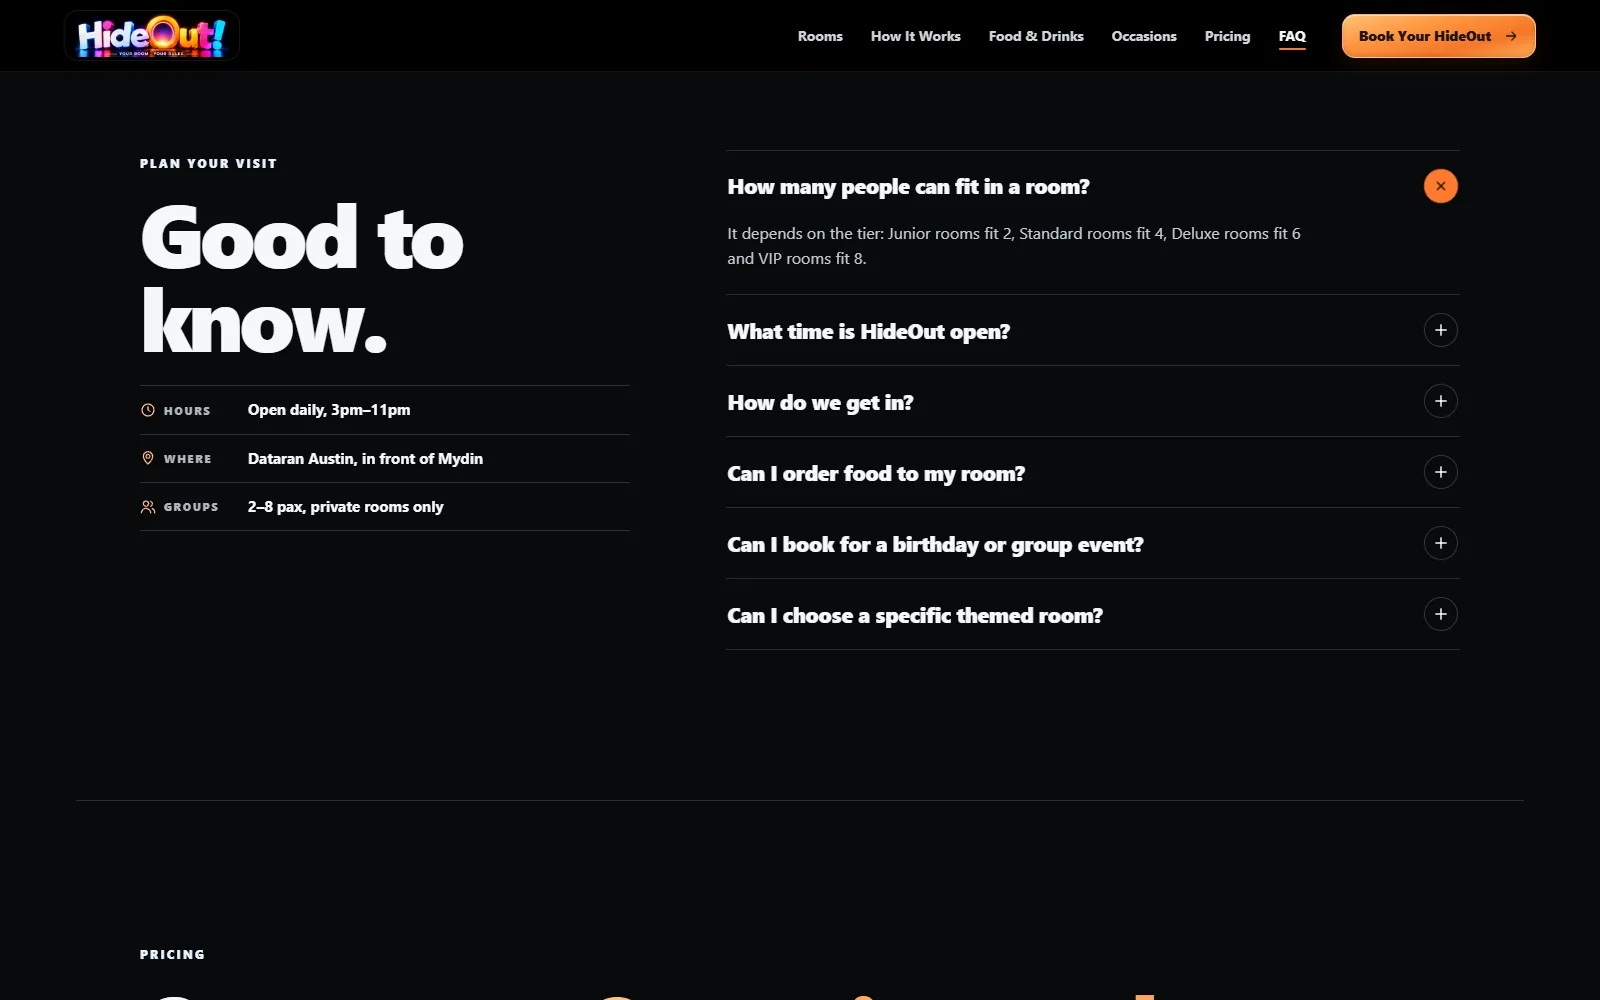 HideOut!
YOUR ROOM. YOUR RULES.
Rooms
How It Works
Food & Drinks
Occasions
Pricing
FAQ
Book Your HideOut
PLAN YOUR VISIT
Good to
know.
HOURS
Open daily, 3pm–11pm
WHERE
Dataran Austin, in front of Mydin
GROUPS
2–8 pax, private rooms only
How many people can fit in a room?
It depends on the tier: Junior rooms fit 2, Standard rooms fit 4, Deluxe rooms fit 6
and VIP rooms fit 8.
What time is HideOut open?
How do we get in?
Can I order food to my room?
Can I book for a birthday or group event?
Can I choose a specific themed room?
PRICING